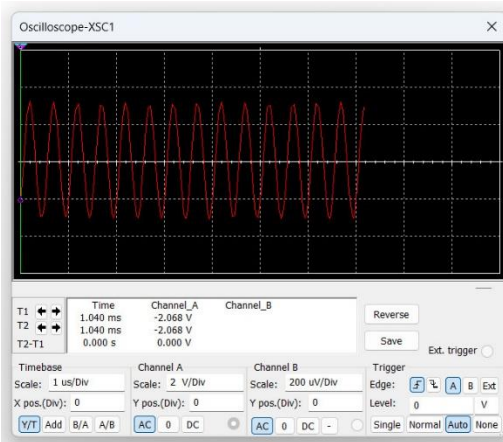 Oscilloscope-XSC1
Time Channel_A Channel_B
T1 1.040 ms -2.068 V
T2 1.040 ms -2.068 V
T2-T1 0.000 s 0.000 V
Reverse
Save
Ext. trigger
Timebase
Scale: 1 us/Div
X pos.(Div): 0
Y/T Add B/A A/B
Channel A
Scale: 2 V/Div
Y pos.(Div): 0
AC 0 DC
Channel B
Scale: 200 uV/Div
Y pos.(Div): 0
AC 0 DC -
Trigger
Edge: A B Ext
Level: 0 V
Single Normal Auto None